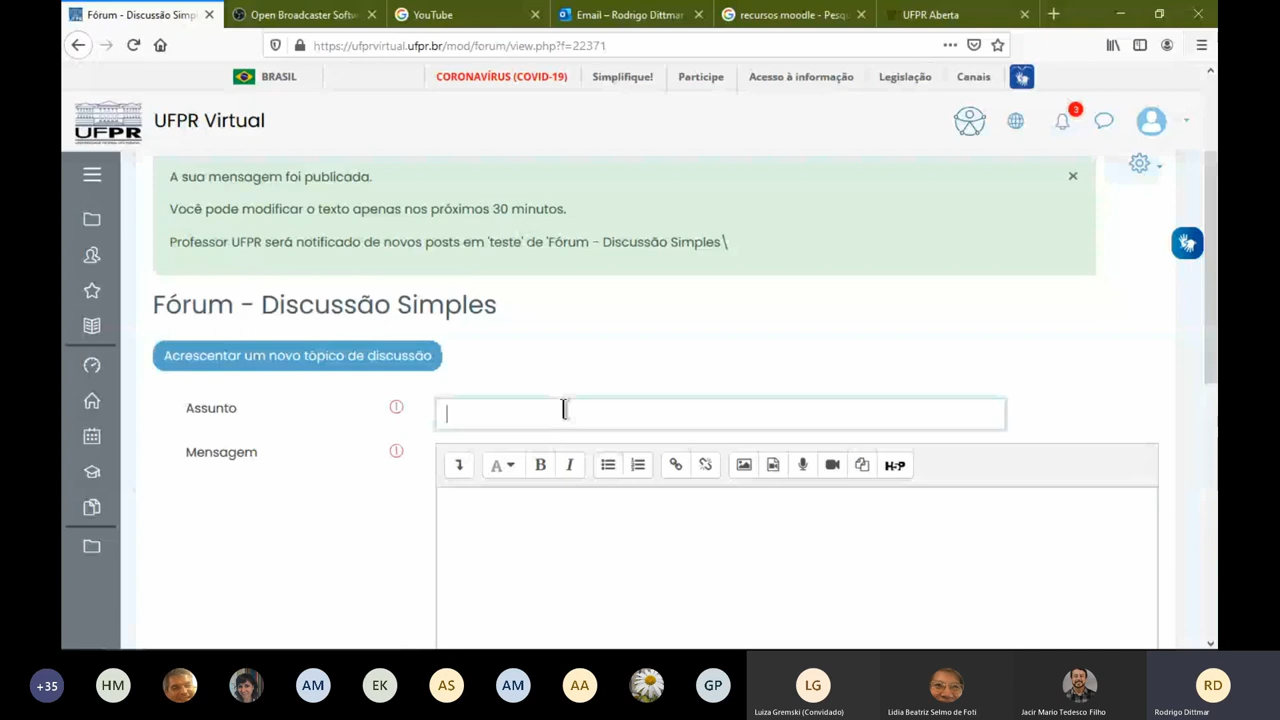 Fórum - Discussão Simpl
Open Broadcaster Softw
YouTube
Email – Rodrigo Dittmar
recursos moodle - Pesq
UFPR Aberta
https://ufprvirtual.ufpr.br/mod/forum/view.php?f=22371
BRASIL
CORONAVÍRUS (COVID-19)
Simplifique!
Participe
Acesso à informação
Legislação
Canais
UFPR
UFPR Virtual
3
A sua mensagem foi publicada.
Você pode modificar o texto apenas nos próximos 30 minutos.
Professor UFPR será notificado de novos posts em 'teste' de 'Fórum - Discussão Simples\
Fórum - Discussão Simples
Acrescentar um novo tópico de discussão
Assunto
Mensagem
A
B
I
H5P
+35
HM
AM
EK
AS
AM
AA
GP
LG
RD
Luiza Gremski (Convidado)
Lidia Beatriz Selmo de Foti
Jacir Mario Tedesco Filho
Rodrigo Dittmar